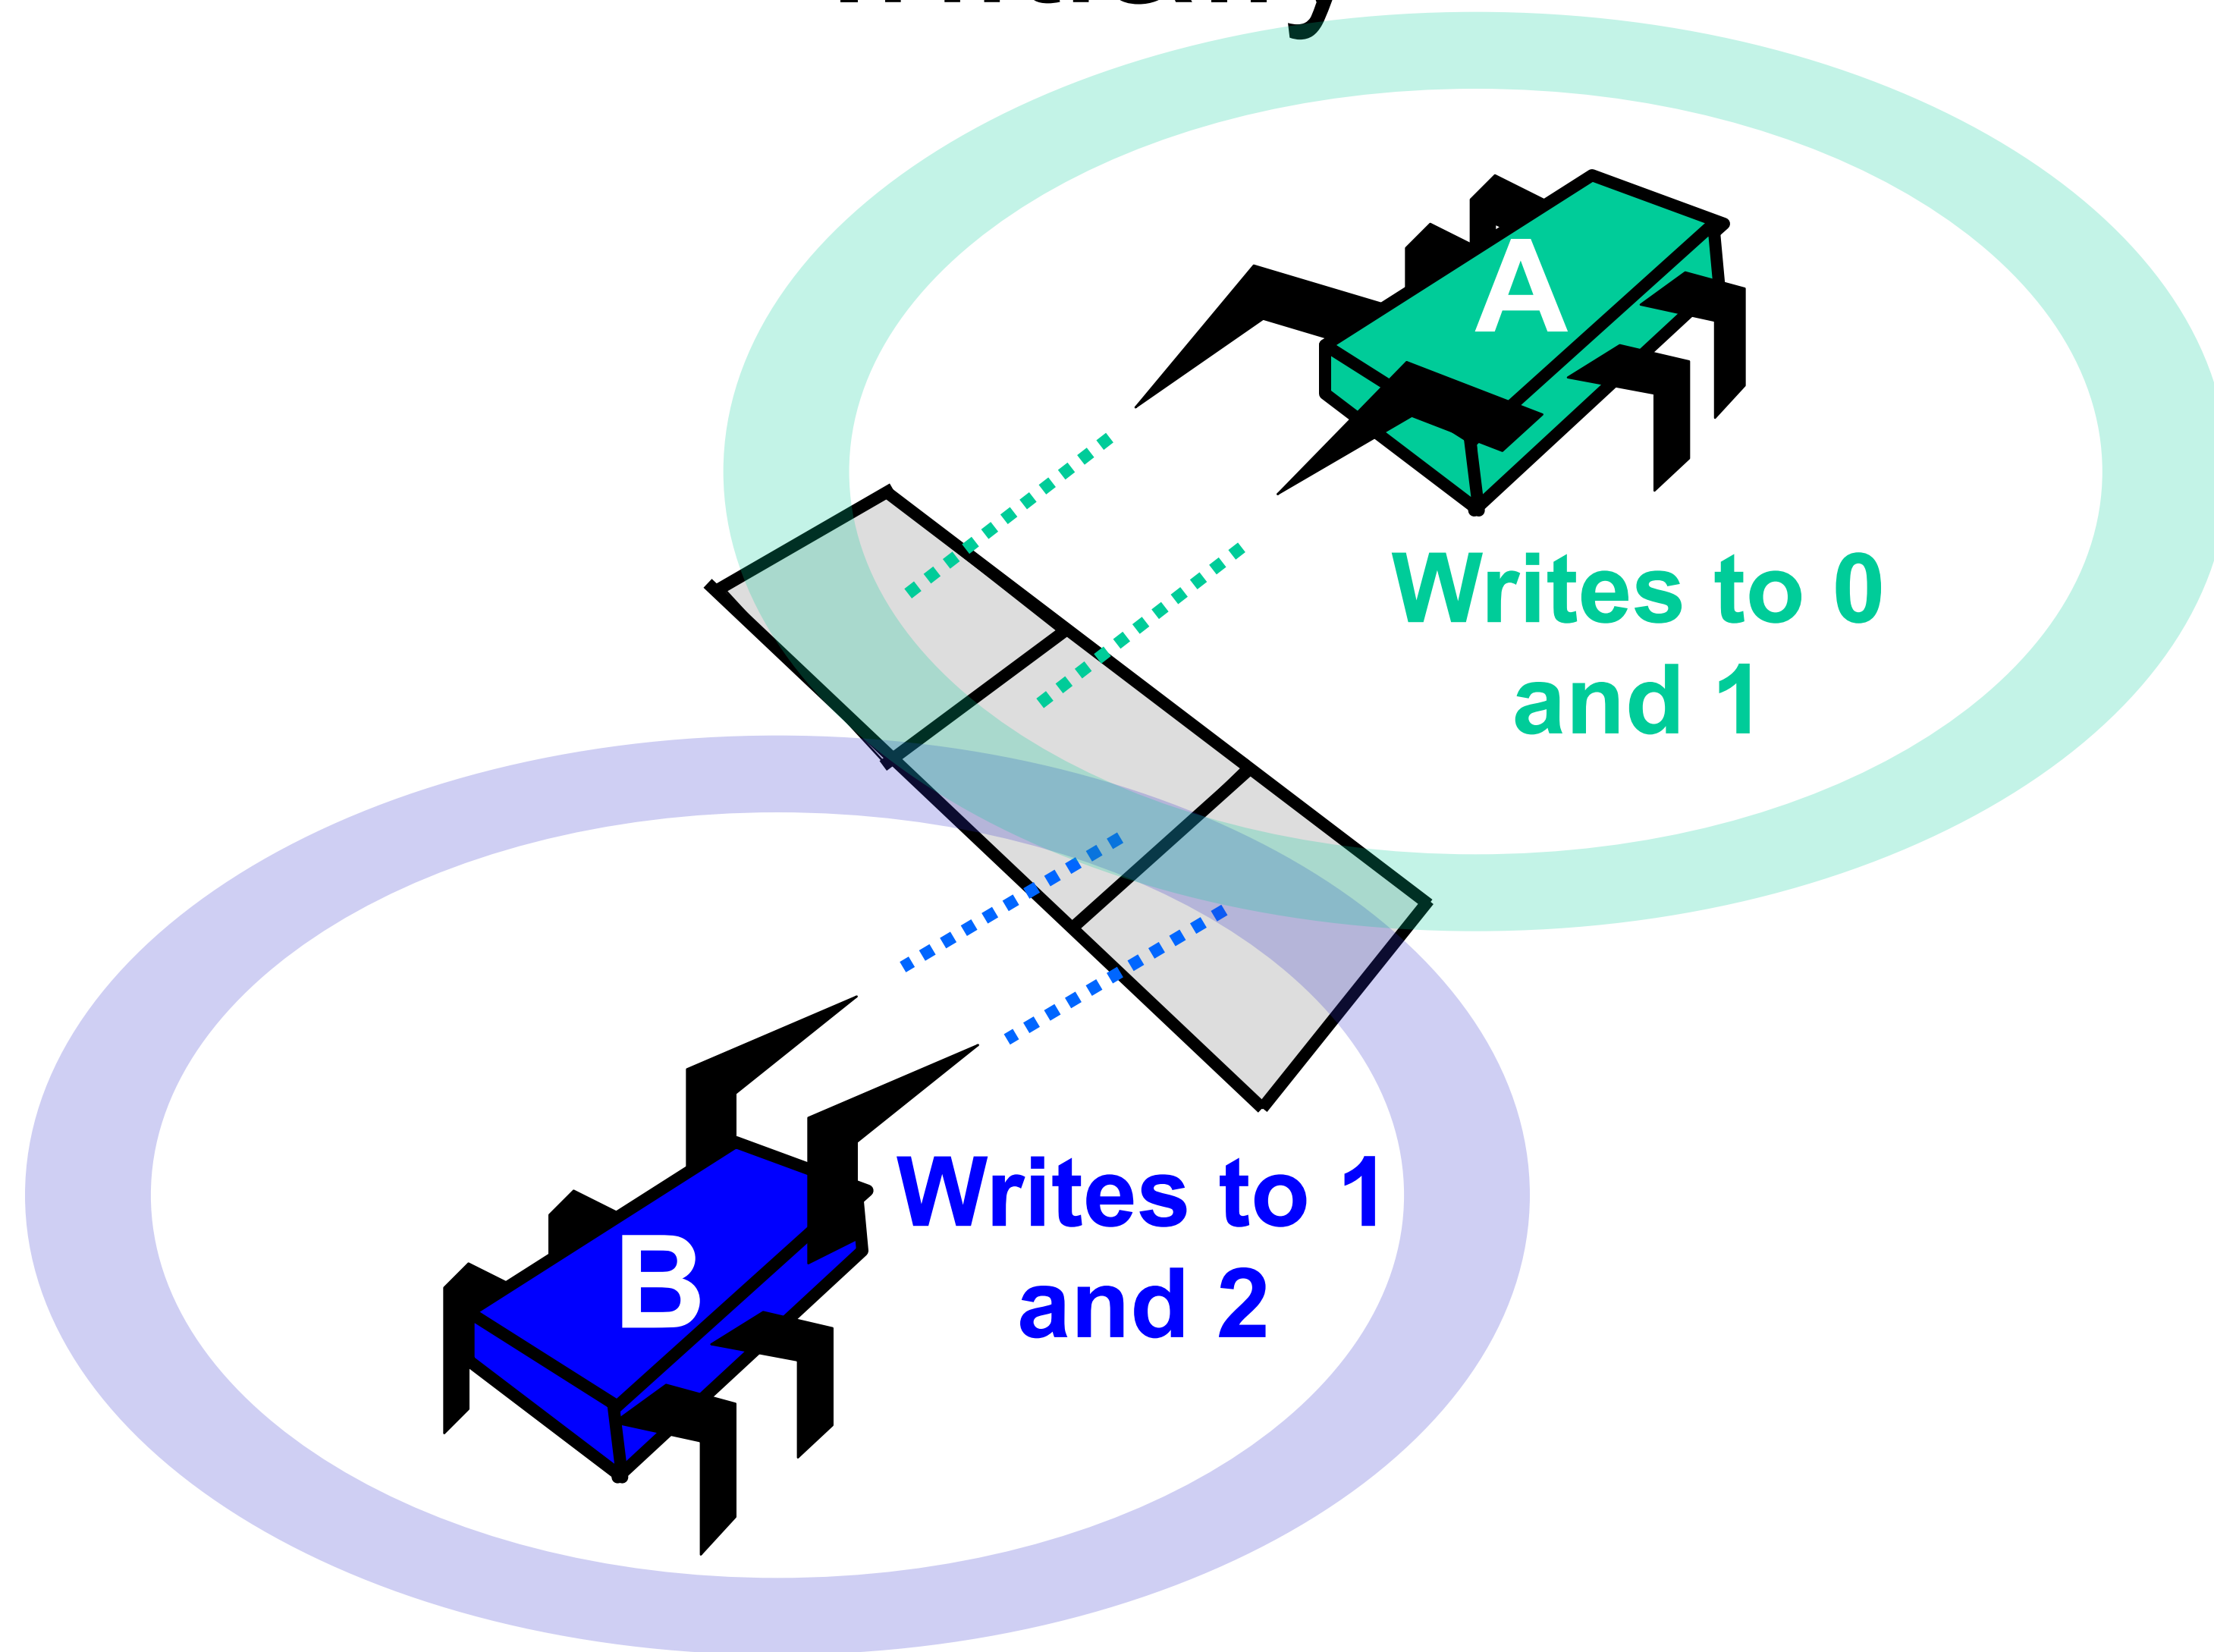 A
Writes to 0
and 1
Writes to 1
and 2
B